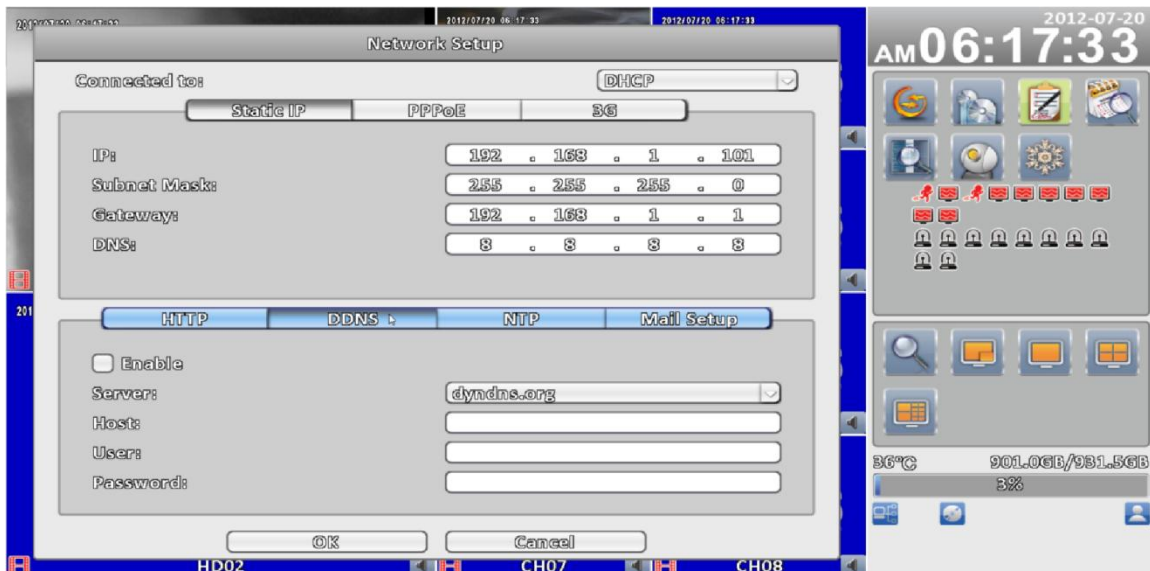 2012/07/20 06:17:33
2012/07/20 06:17:33
2012-07-20
AM 06:17:33
Network Setup
Connected to: DHCP
Static IP PPPoE 3G
IP: 192 . 168 . 1 . 101
Subnet Mask: 255 . 255 . 255 . 0
Gateway: 192 . 168 . 1 . 1
DNS: 8 . 8 . 8 . 8
201
HTTP DDNS NTP Mail Setup
Enable
Server: dyndns.org
Host:
User:
Password:
36°C 901.0GB/931.5GB
3%
OK Cancel
HD02 CH07 CH08